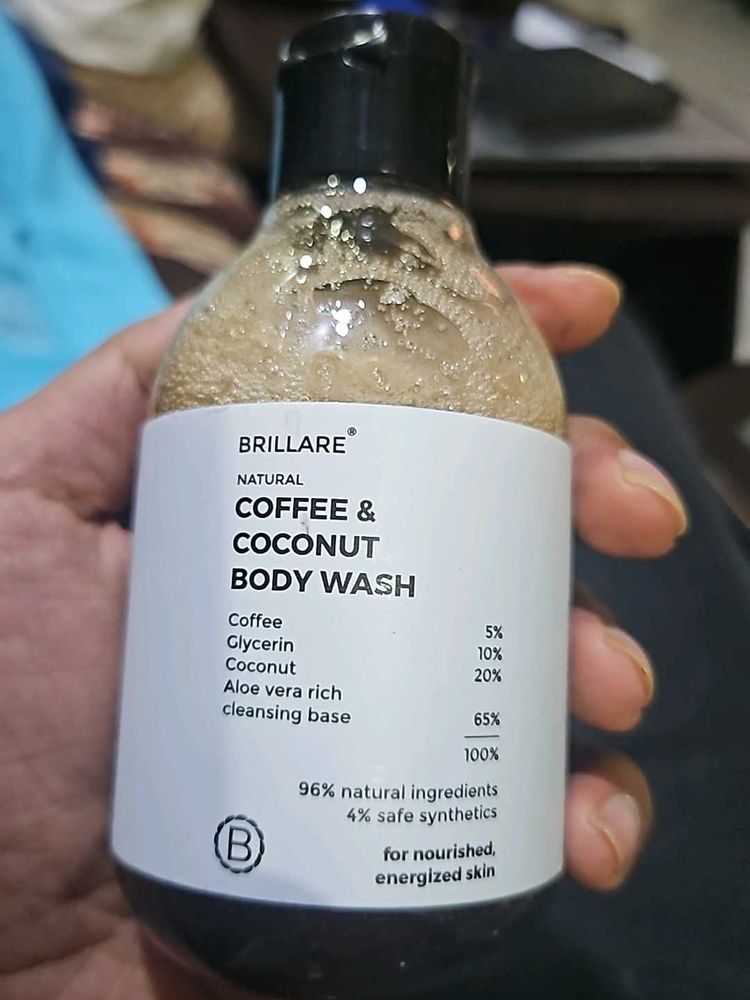 BRILLARE®
NATURAL
COFFEE &
COCONUT
BODY WASH
Coffee 5%
Glycerin 10%
Coconut 20%
Aloe vera rich
cleansing base 65%
100%
96% natural ingredients
4% safe synthetics
B
for nourished,
energized skin